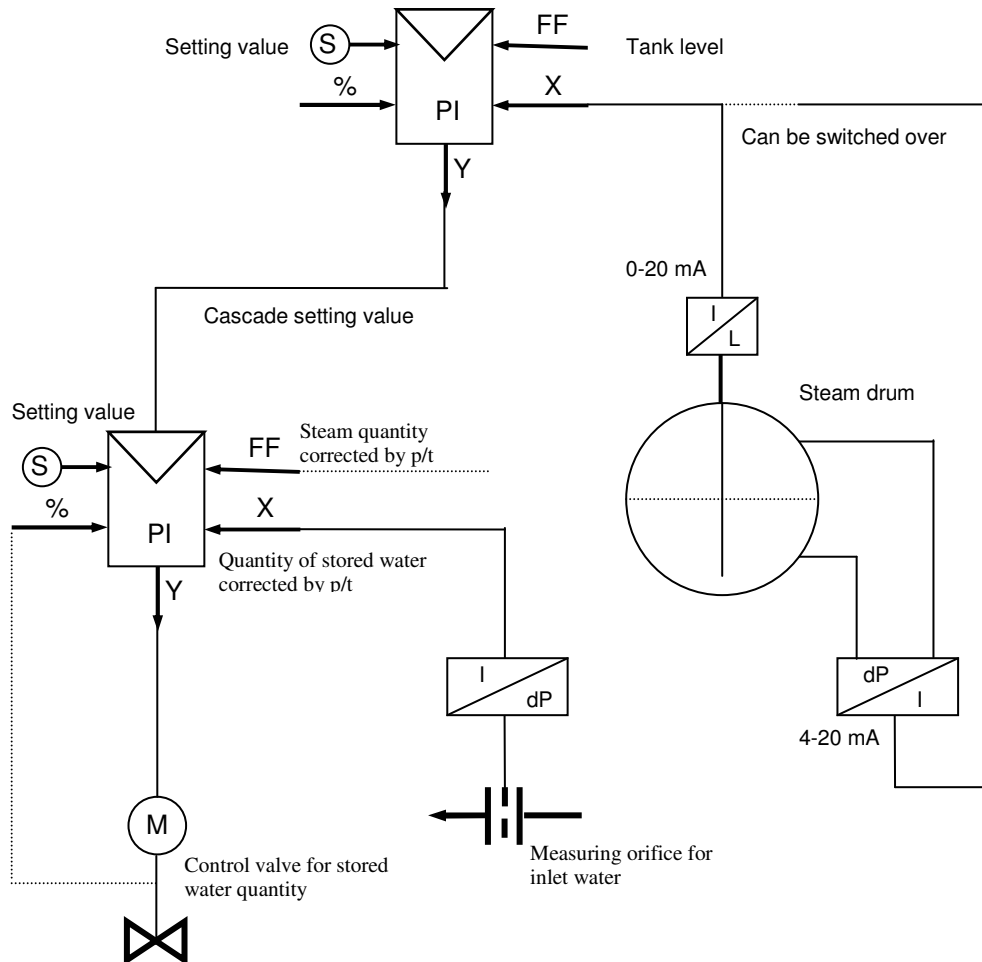 FF
Setting value
S
Tank level
%
X
PI
Can be switched over
Y
0-20 mA
I
L
Cascade setting value
Steam drum
Setting value
Steam quantity
corrected by p/t
FF
S
%
X
PI
Quantity of stored water
corrected by p/t
Y
I
dP
dP
I
4-20 mA
M
Control valve for stored
water quantity
Measuring orifice for
inlet water